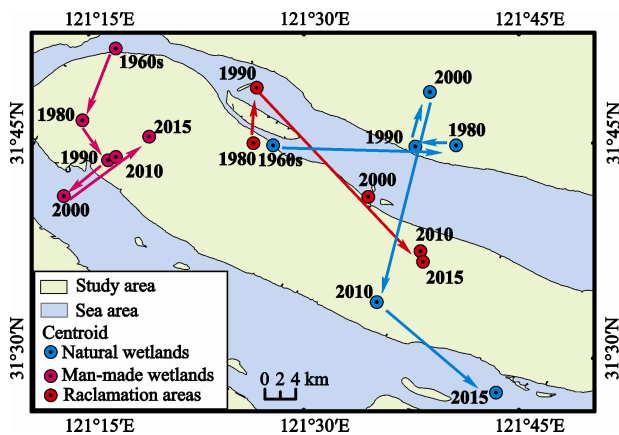 121°15′E 121°30′E 121°45′E
1960s
1990
2000
1980
2015
31°45′N
31°45′N
1990
1980
1990
2010
1980
1960s
2000
2000
2010
2015
2010
Study area
Sea area
Centroid
Natural wetlands
Man-made wetlands
Raclamation areas
0 2 4 km
31°30′N
31°30′N
2015
121°15′E 121°30′E 121°45′E